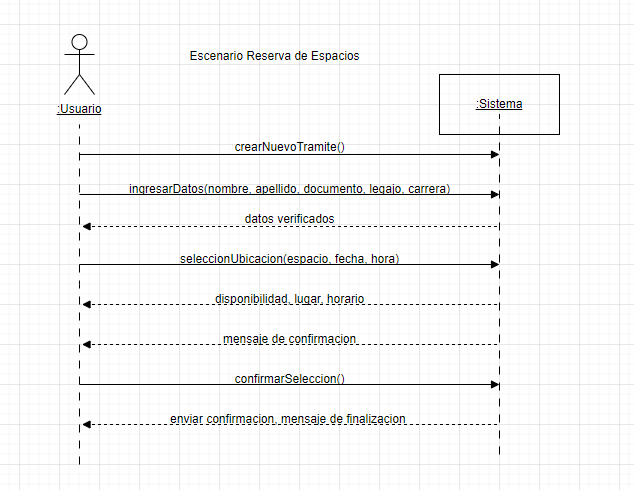 Escenario Reserva de Espacios
:Usuario
:Sistema
crearNuevoTramite()
ingresarDatos(nombre, apellido, documento, legajo, carrera)
datos verificados
seleccionUbicacion(espacio, fecha, hora)
disponibilidad, lugar, horario
mensaje de confirmacion
confirmarSeleccion()
enviar confirmacion, mensaje de finalizacion